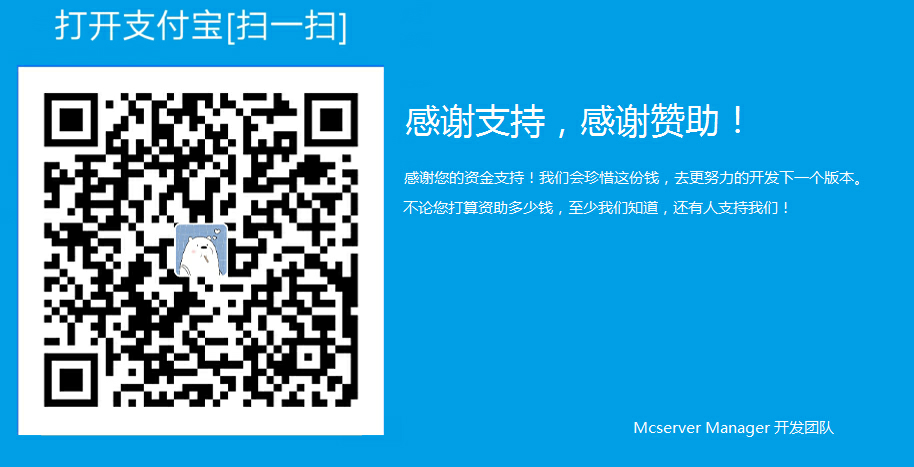 打开支付宝[扫一扫]
感谢支持，感谢赞助！
感谢您的资金支持！我们会珍惜这份钱，去更努力的开发下一个版本。
不论您打算资助多少钱，至少我们知道，还有人支持我们！
Mcserver Manager 开发团队